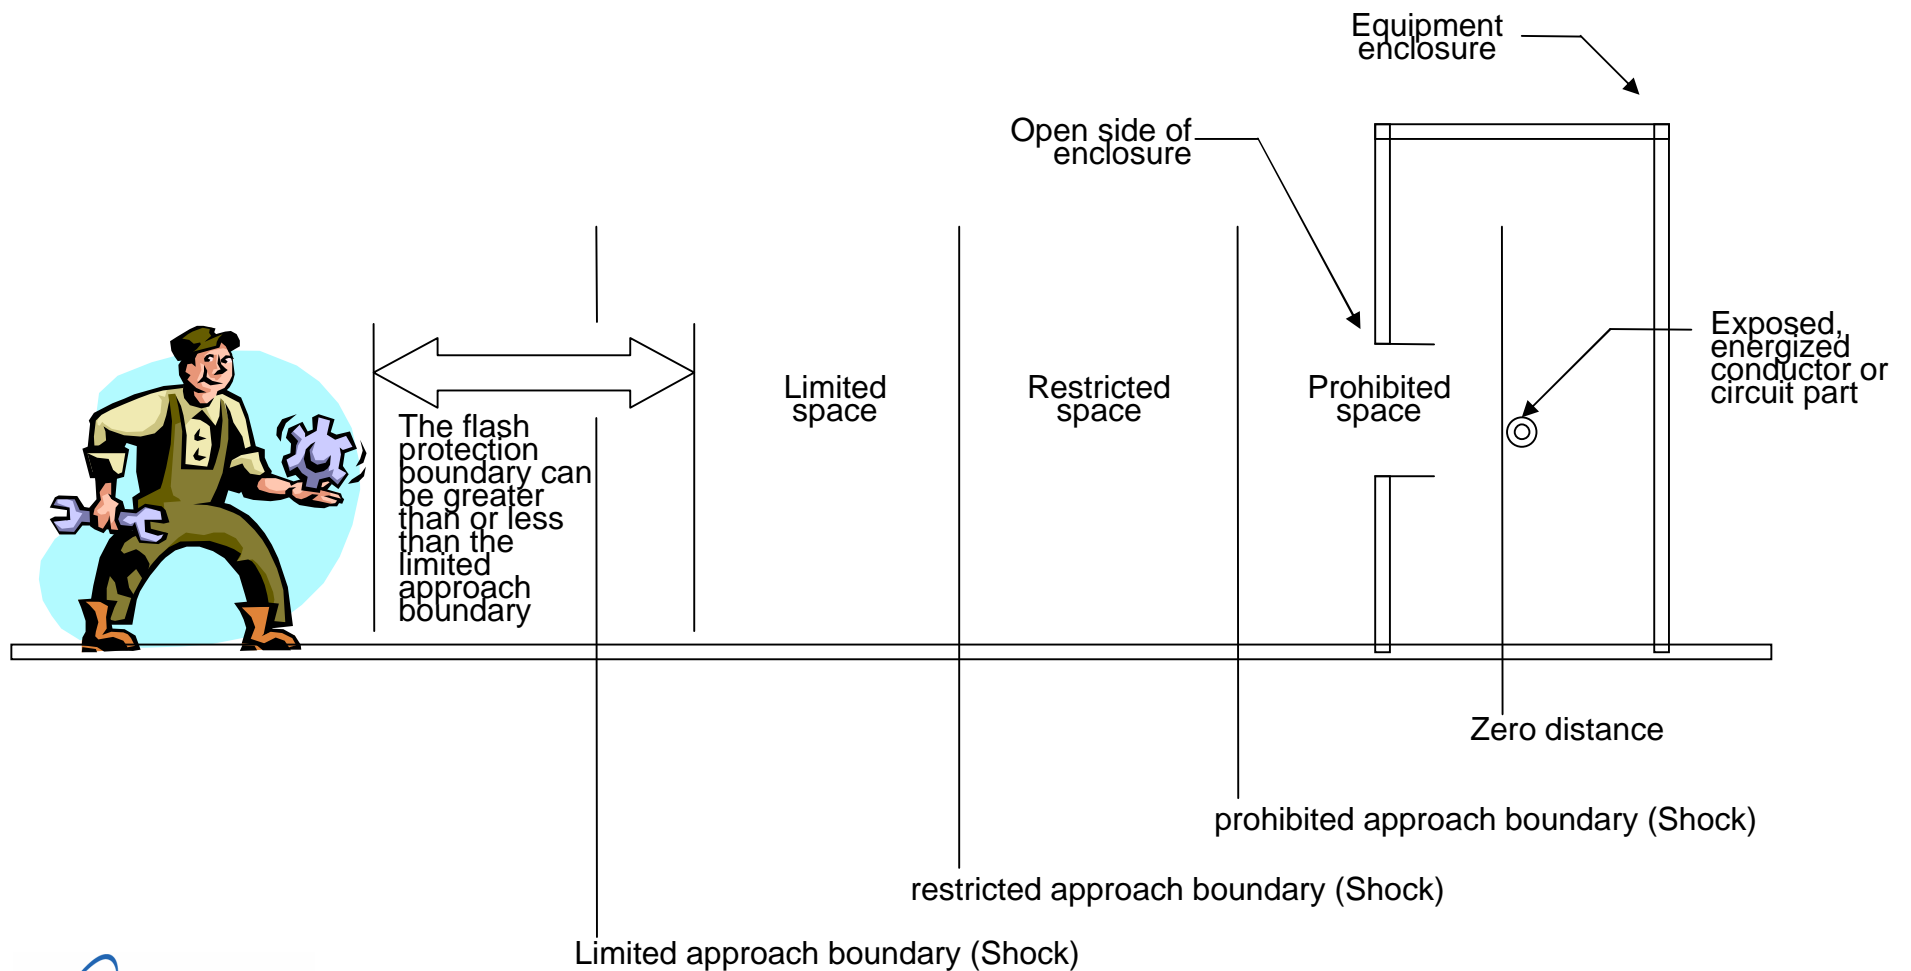 Equipment
enclosure
Open side of
enclosure
Exposed,
energized
conductor or
circuit part
Limited
space
Restricted
space
Prohibited
space
The flash
protection
boundary can
be greater
than or less
than the
limited
approach
boundary
Zero distance
prohibited approach boundary (Shock)
restricted approach boundary (Shock)
Limited approach boundary (Shock)